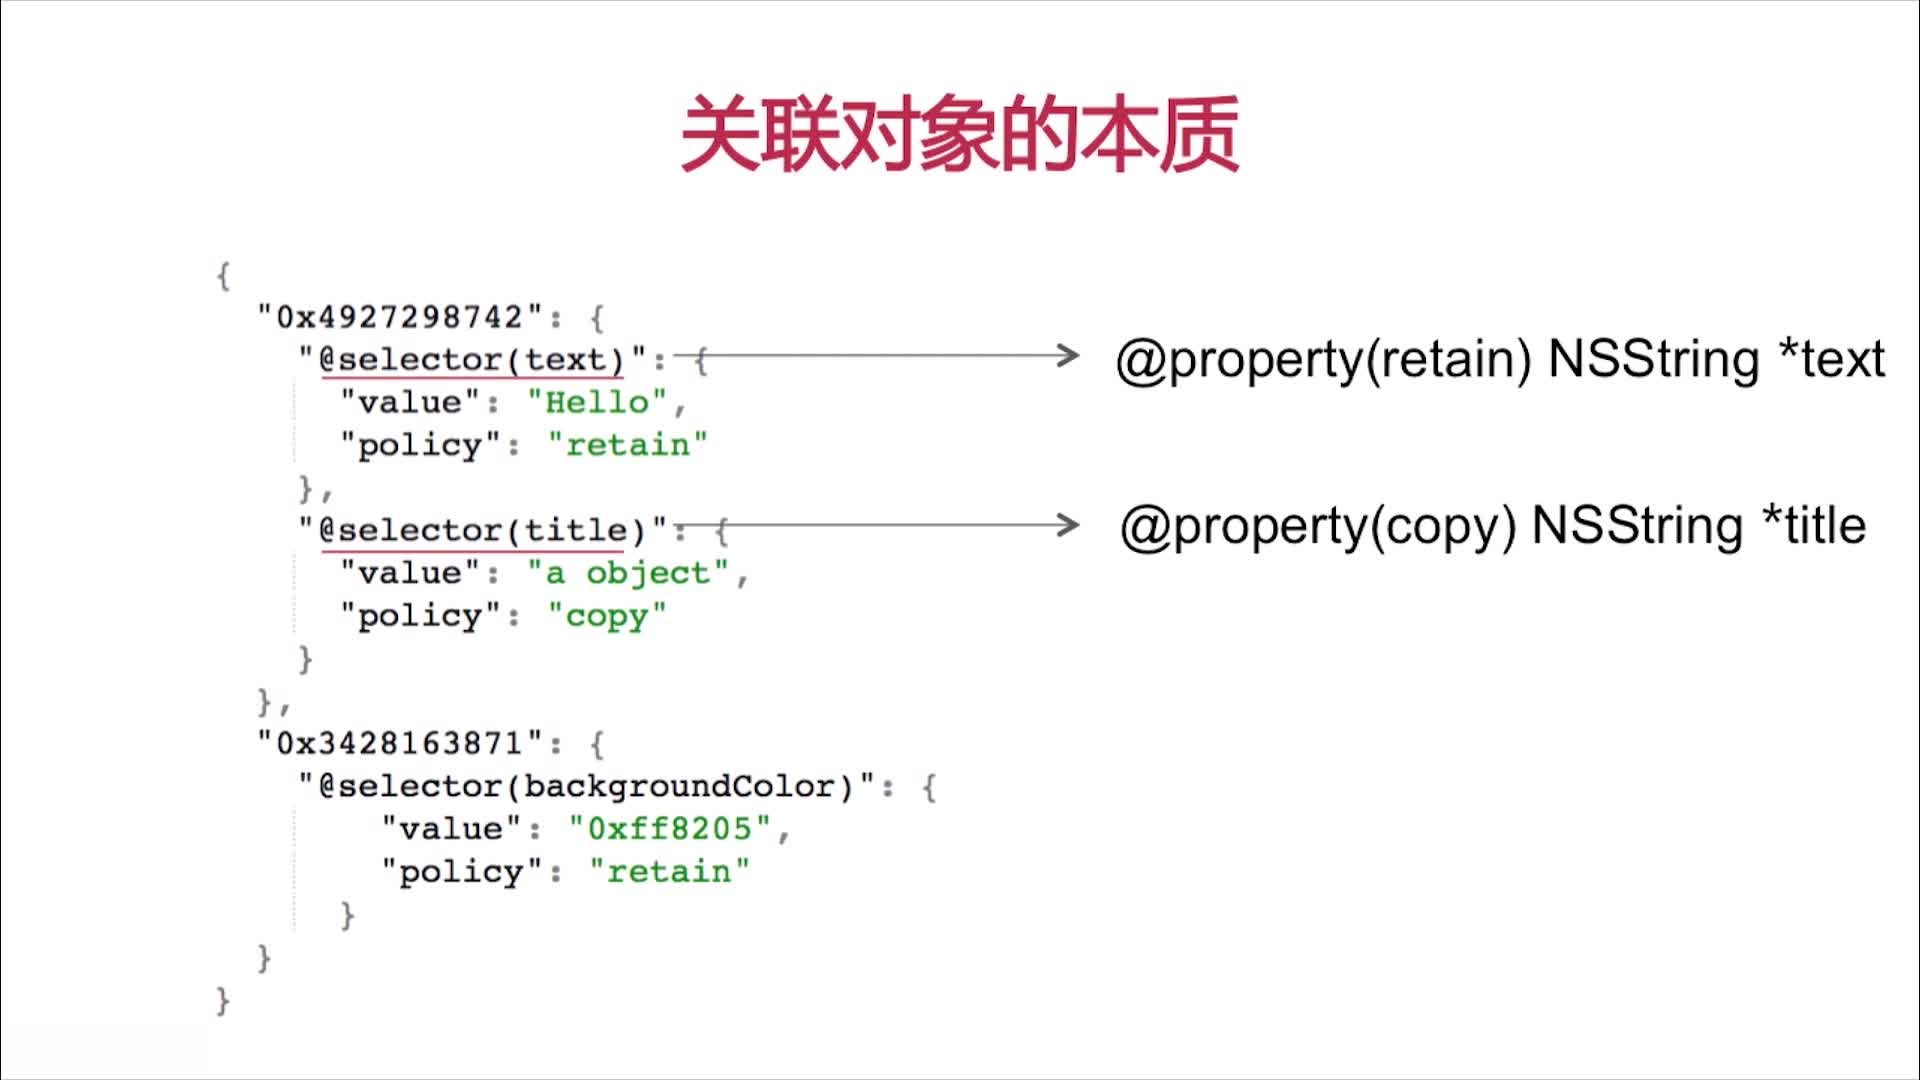 关联对象的本质
{
"0x4927298742": {
"@selector(text)": {
@property(retain) NSString *text
"value": "Hello",
"policy": "retain"
},
"@selector(title)": {
@property(copy) NSString *title
"value": "a object",
"policy": "copy"
}
},
"0x3428163871": {
"@selector(backgroundColor)": {
"value": "0xff8205",
"policy": "retain"
}
}
}